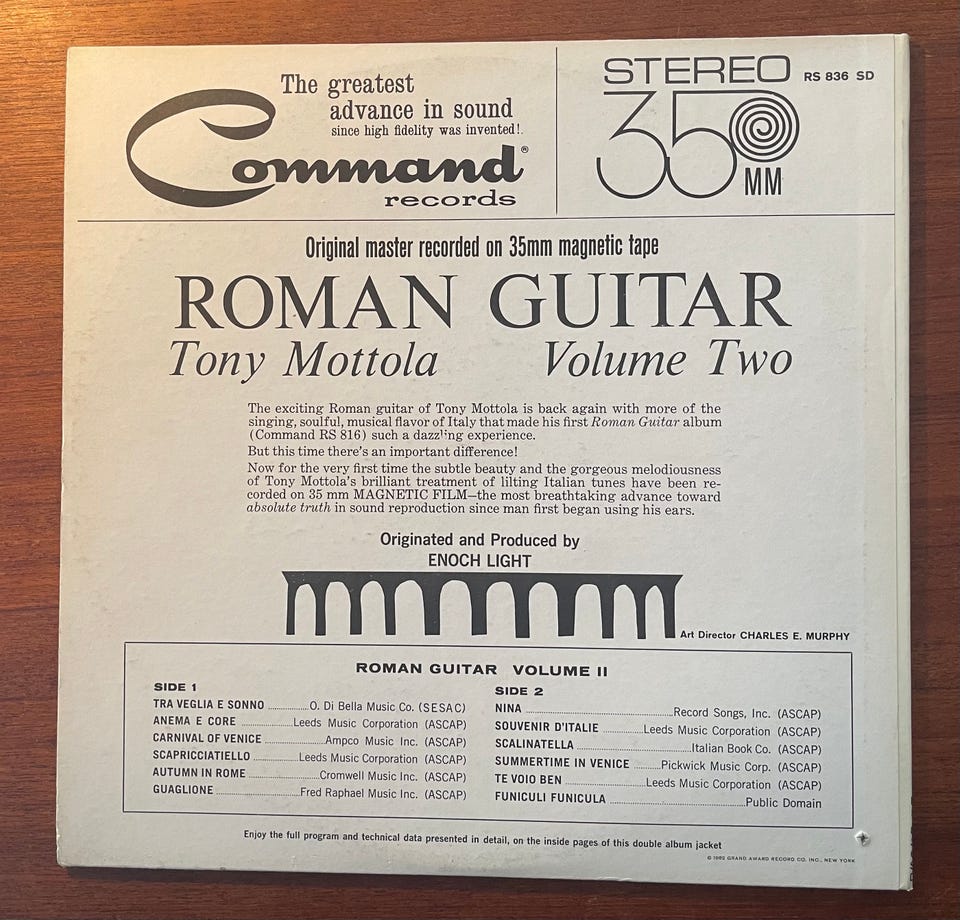 The greatest
advance in sound
since high fidelity was invented!
Command®
records
STEREO
35
MM
RS 836 SD
Original master recorded on 35mm magnetic tape
ROMAN GUITAR
Tony Mottola Volume Two
The exciting Roman guitar of Tony Mottola is back again with more of the
singing, soulful, musical flavor of Italy that made his first Roman Guitar album
(Command RS 816) such a dazzling experience.
But this time there's an important difference!
Now for the very first time the subtle beauty and the gorgeous melodiousness
of Tony Mottola's brilliant treatment of lilting Italian tunes have been re-
corded on 35 mm MAGNETIC FILM—the most breathtaking advance toward
absolute truth in sound reproduction since man first began using his ears.
Originated and Produced by
ENOCH LIGHT
Art Director CHARLES E. MURPHY
ROMAN GUITAR VOLUME II
SIDE 1
TRA VEGLIA E SONNO ..... O. Di Bella Music Co. (SESAC)
ANEMA E CORE ..... Leeds Music Corporation (ASCAP)
CARNIVAL OF VENICE ..... Ampco Music Inc. (ASCAP)
SCAPRICCIATIELLO ..... Leeds Music Corporation (ASCAP)
AUTUMN IN ROME ..... Cromwell Music Inc. (ASCAP)
GUAGLIONE ..... Fred Raphael Music Inc. (ASCAP)
SIDE 2
NINA ..... Record Songs, Inc. (ASCAP)
SOUVENIR D'ITALIE ..... Leeds Music Corporation (ASCAP)
SCALINATELLA ..... Italian Book Co. (ASCAP)
SUMMERTIME IN VENICE ..... Pickwick Music Corp. (ASCAP)
TE VOIO BEN ..... Leeds Music Corporation (ASCAP)
FUNICULI FUNICULA ..... Public Domain
Enjoy the full program and technical data presented in detail, on the inside pages of this double album jacket
© 1962 GRAND AWARD RECORD CO. INC., NEW YORK